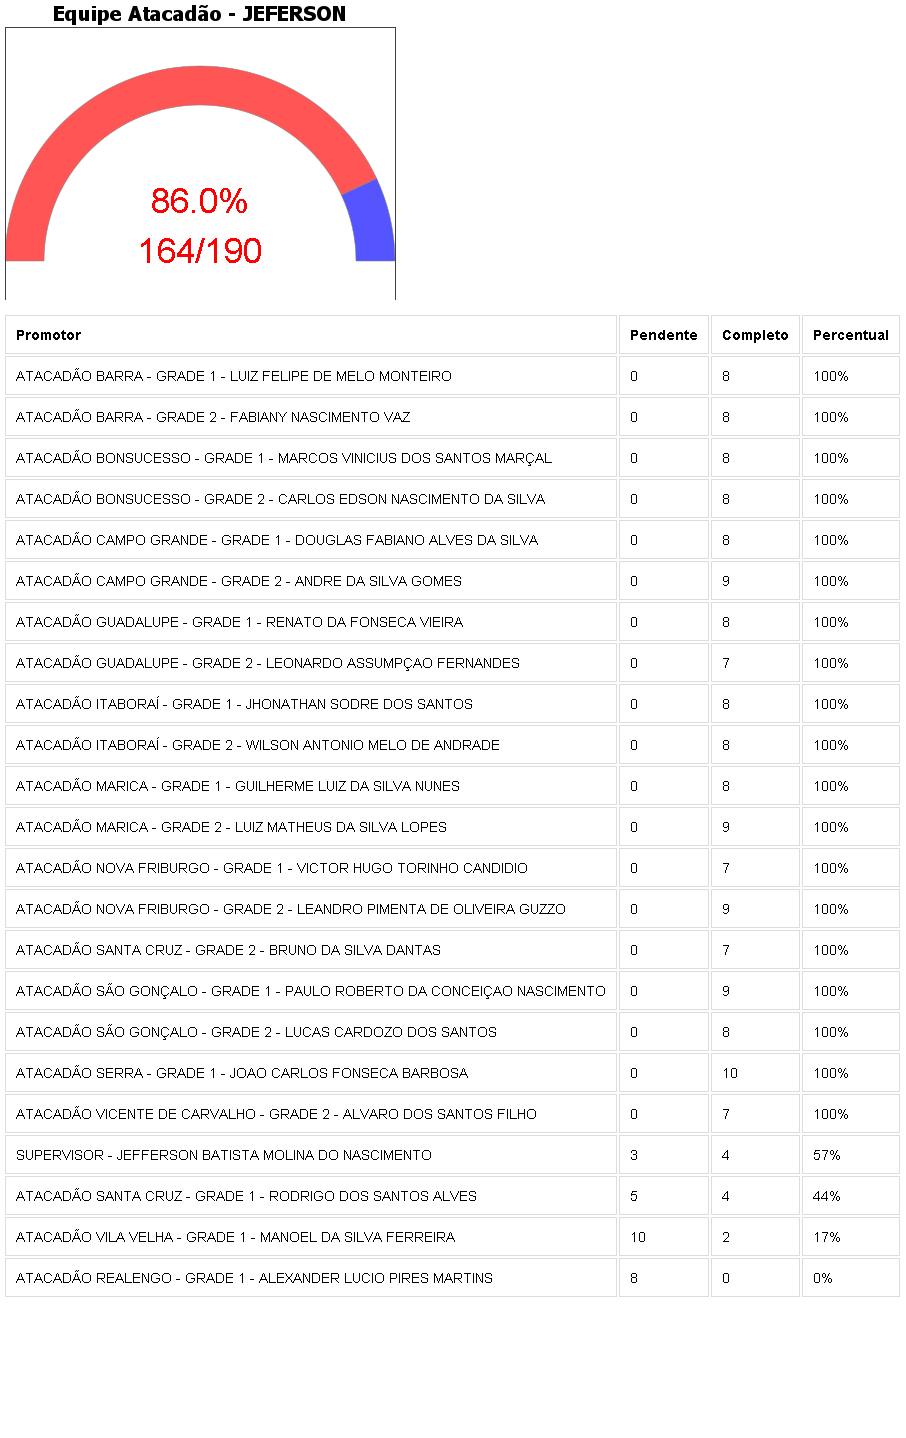 Equipe Atacadão - JEFERSON
86.0%
164/190
Promotor Pendente Completo Percentual
ATACADÃO BARRA - GRADE 1 - LUIZ FELIPE DE MELO MONTEIRO 0 8 100%
ATACADÃO BARRA - GRADE 2 - FABIANY NASCIMENTO VAZ 0 8 100%
ATACADÃO BONSUCESSO - GRADE 1 - MARCOS VINICIUS DOS SANTOS MARÇAL 0 8 100%
ATACADÃO BONSUCESSO - GRADE 2 - CARLOS EDSON NASCIMENTO DA SILVA 0 8 100%
ATACADÃO CAMPO GRANDE - GRADE 1 - DOUGLAS FABIANO ALVES DA SILVA 0 8 100%
ATACADÃO CAMPO GRANDE - GRADE 2 - ANDRE DA SILVA GOMES 0 9 100%
ATACADÃO GUADALUPE - GRADE 1 - RENATO DA FONSECA VIEIRA 0 8 100%
ATACADÃO GUADALUPE - GRADE 2 - LEONARDO ASSUMPÇAO FERNANDES 0 7 100%
ATACADÃO ITABORAÍ - GRADE 1 - JHONATHAN SODRE DOS SANTOS 0 8 100%
ATACADÃO ITABORAÍ - GRADE 2 - WILSON ANTONIO MELO DE ANDRADE 0 8 100%
ATACADÃO MARICA - GRADE 1 - GUILHERME LUIZ DA SILVA NUNES 0 8 100%
ATACADÃO MARICA - GRADE 2 - LUIZ MATHEUS DA SILVA LOPES 0 9 100%
ATACADÃO NOVA FRIBURGO - GRADE 1 - VICTOR HUGO TORINHO CANDIDIO 0 7 100%
ATACADÃO NOVA FRIBURGO - GRADE 2 - LEANDRO PIMENTA DE OLIVEIRA GUZZO 0 9 100%
ATACADÃO SANTA CRUZ - GRADE 2 - BRUNO DA SILVA DANTAS 0 7 100%
ATACADÃO SÃO GONÇALO - GRADE 1 - PAULO ROBERTO DA CONCEIÇAO NASCIMENTO 0 9 100%
ATACADÃO SÃO GONÇALO - GRADE 2 - LUCAS CARDOZO DOS SANTOS 0 8 100%
ATACADÃO SERRA - GRADE 1 - JOAO CARLOS FONSECA BARBOSA 0 10 100%
ATACADÃO VICENTE DE CARVALHO - GRADE 2 - ALVARO DOS SANTOS FILHO 0 7 100%
SUPERVISOR - JEFFERSON BATISTA MOLINA DO NASCIMENTO 3 4 57%
ATACADÃO SANTA CRUZ - GRADE 1 - RODRIGO DOS SANTOS ALVES 5 4 44%
ATACADÃO VILA VELHA - GRADE 1 - MANOEL DA SILVA FERREIRA 10 2 17%
ATACADÃO REALENGO - GRADE 1 - ALEXANDER LUCIO PIRES MARTINS 8 0 0%